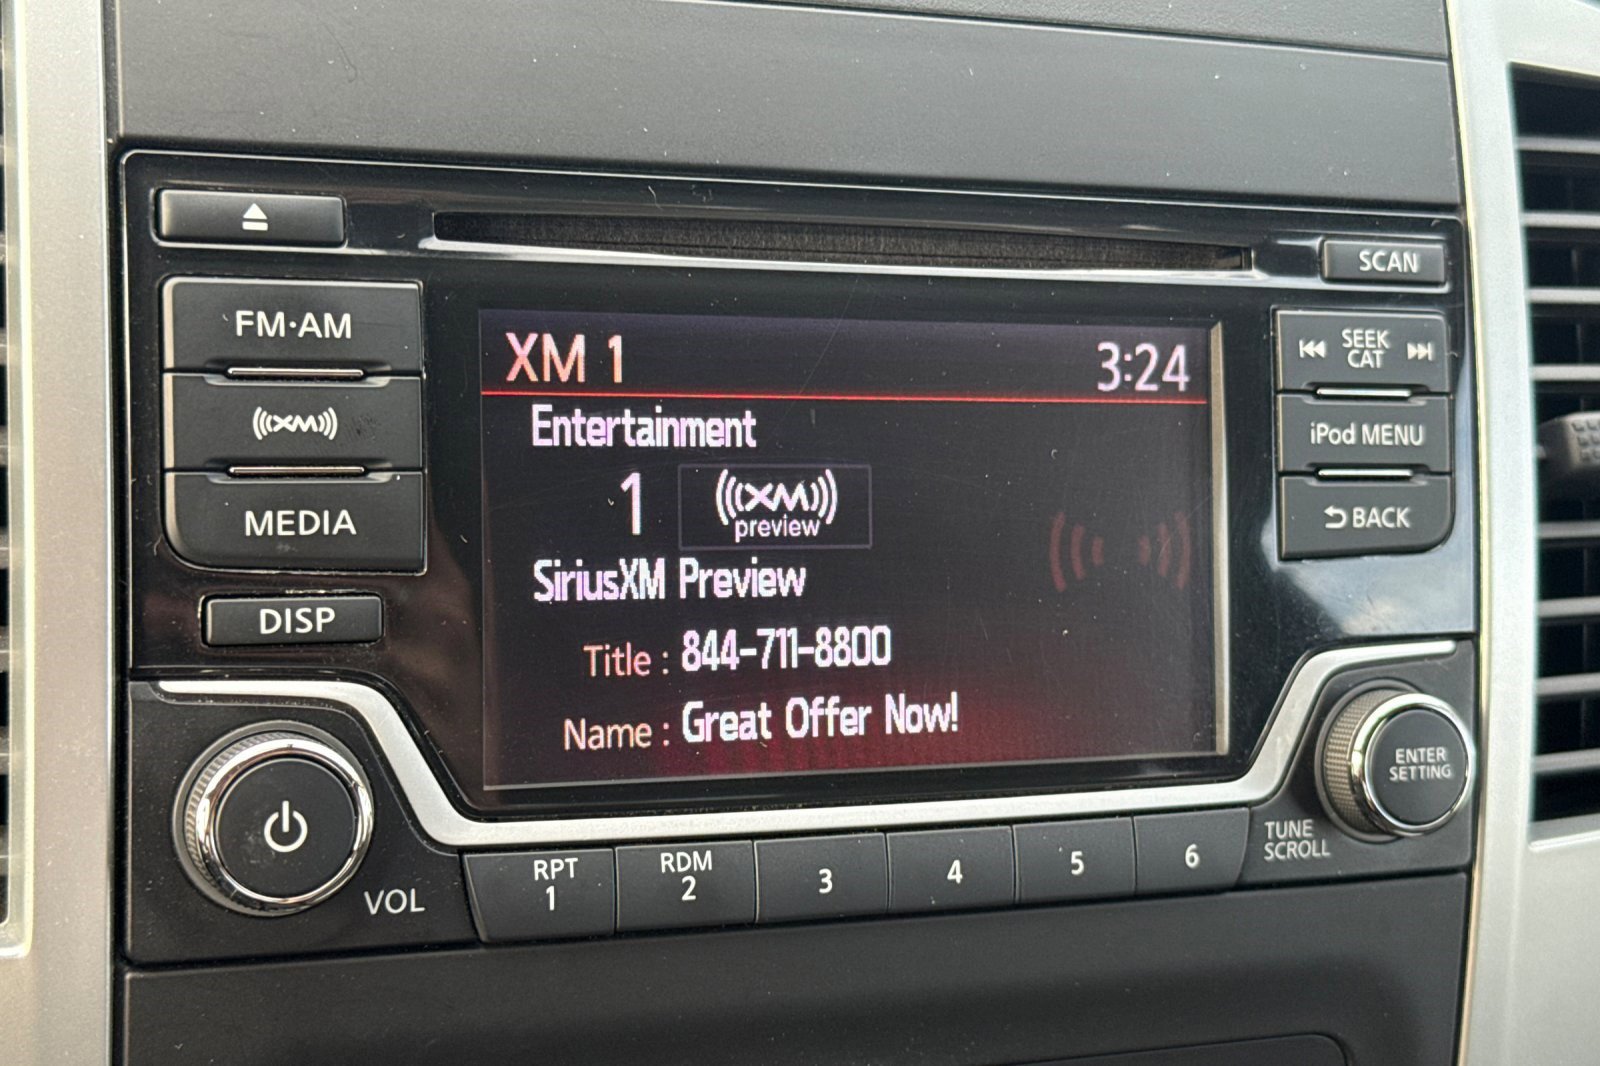 SCAN
FM·AM
XM
MEDIA
DISP
XM 1 3:24
Entertainment
1 XM
preview
SiriusXM Preview
Title : 844-711-8800
Name : Great Offer Now!
SEEK
CAT
iPod MENU
BACK
VOL
RPT
1
RDM
2
3
4
5
6
TUNE
SCROLL
ENTER
SETTING